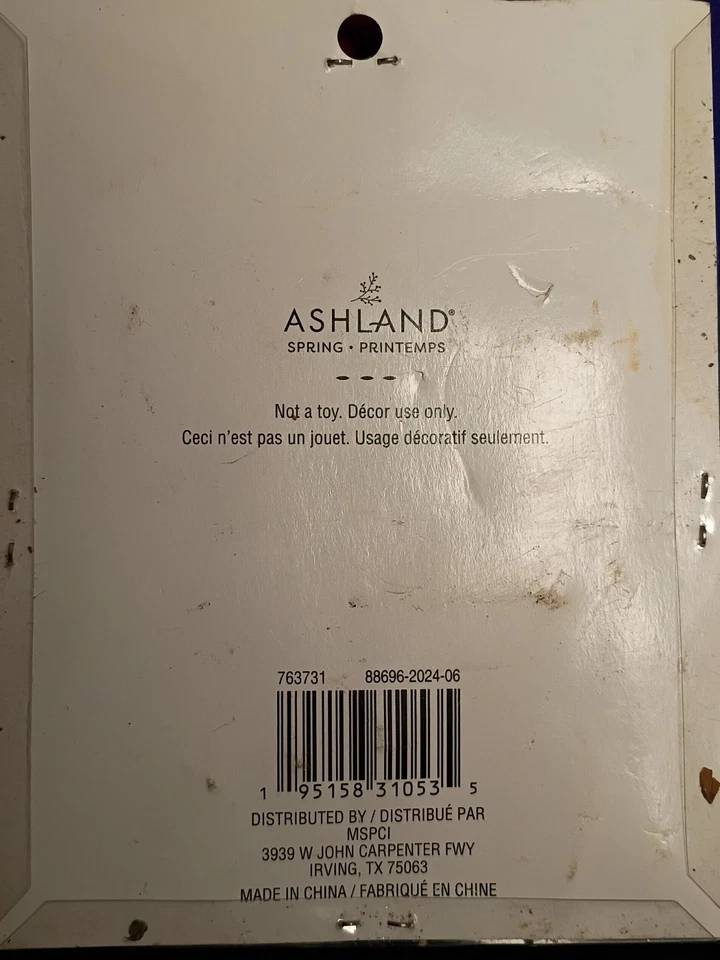 ASHLAND®
SPRING • PRINTEMPS
Not a toy. Décor use only.
Ceci n'est pas un jouet. Usage décoratif seulement.
763731 88696-2024-06
1 95158 31053 5
DISTRIBUTED BY / DISTRIBUÉ PAR
MSPCI
3939 W JOHN CARPENTER FWY
IRVING, TX 75063
MADE IN CHINA / FABRIQUÉ EN CHINE